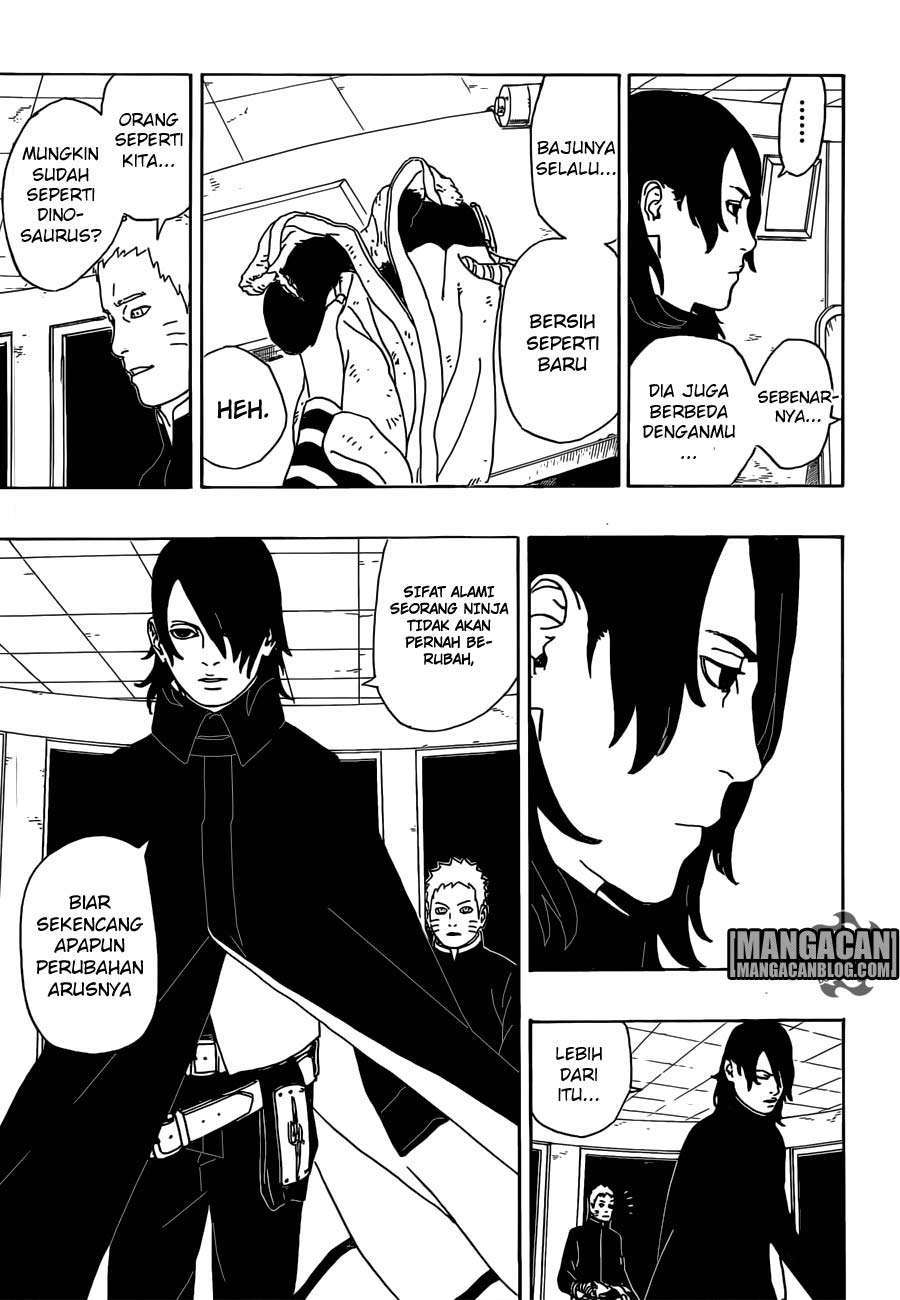 ......
SEBENAR-
NYA...
DIA JUGA
BERBEDA
DENGANMU
...
BAJUNYA
SELALU...
BERSIH
SEPERTI
BARU
HEH.
ORANG
SEPERTI
KITA...
MUNGKIN
SUDAH
SEPERTI
DINO-
SAURUS?
SIFAT ALAMI
SEORANG NINJA
TIDAK AKAN
PERNAH BE-
RUBAH,
BIAR
SEKENCANG
APAPUN
PERUBAHAN
ARUSNYA
LEBIH
DARI
ITU...
MANGACAN
MANGACANBLOG.COM